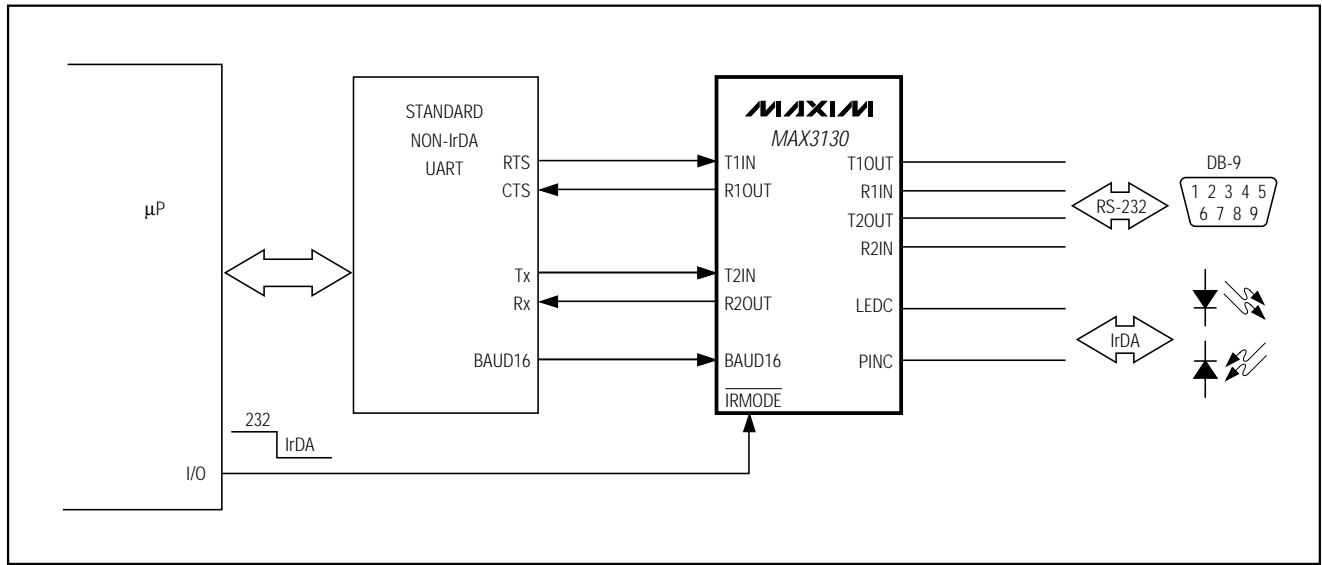 µP
I/O
232
IrDA
STANDARD
NON-IrDA
UART
RTS
CTS
Tx
Rx
BAUD16
MAXIM
MAX3130
T1IN
R1OUT
T2IN
R2OUT
BAUD16
IRMODE
T1OUT
R1IN
T2OUT
R2IN
LEDC
PINC
RS-232
IrDA
DB-9
1 2 3 4 5
6 7 8 9